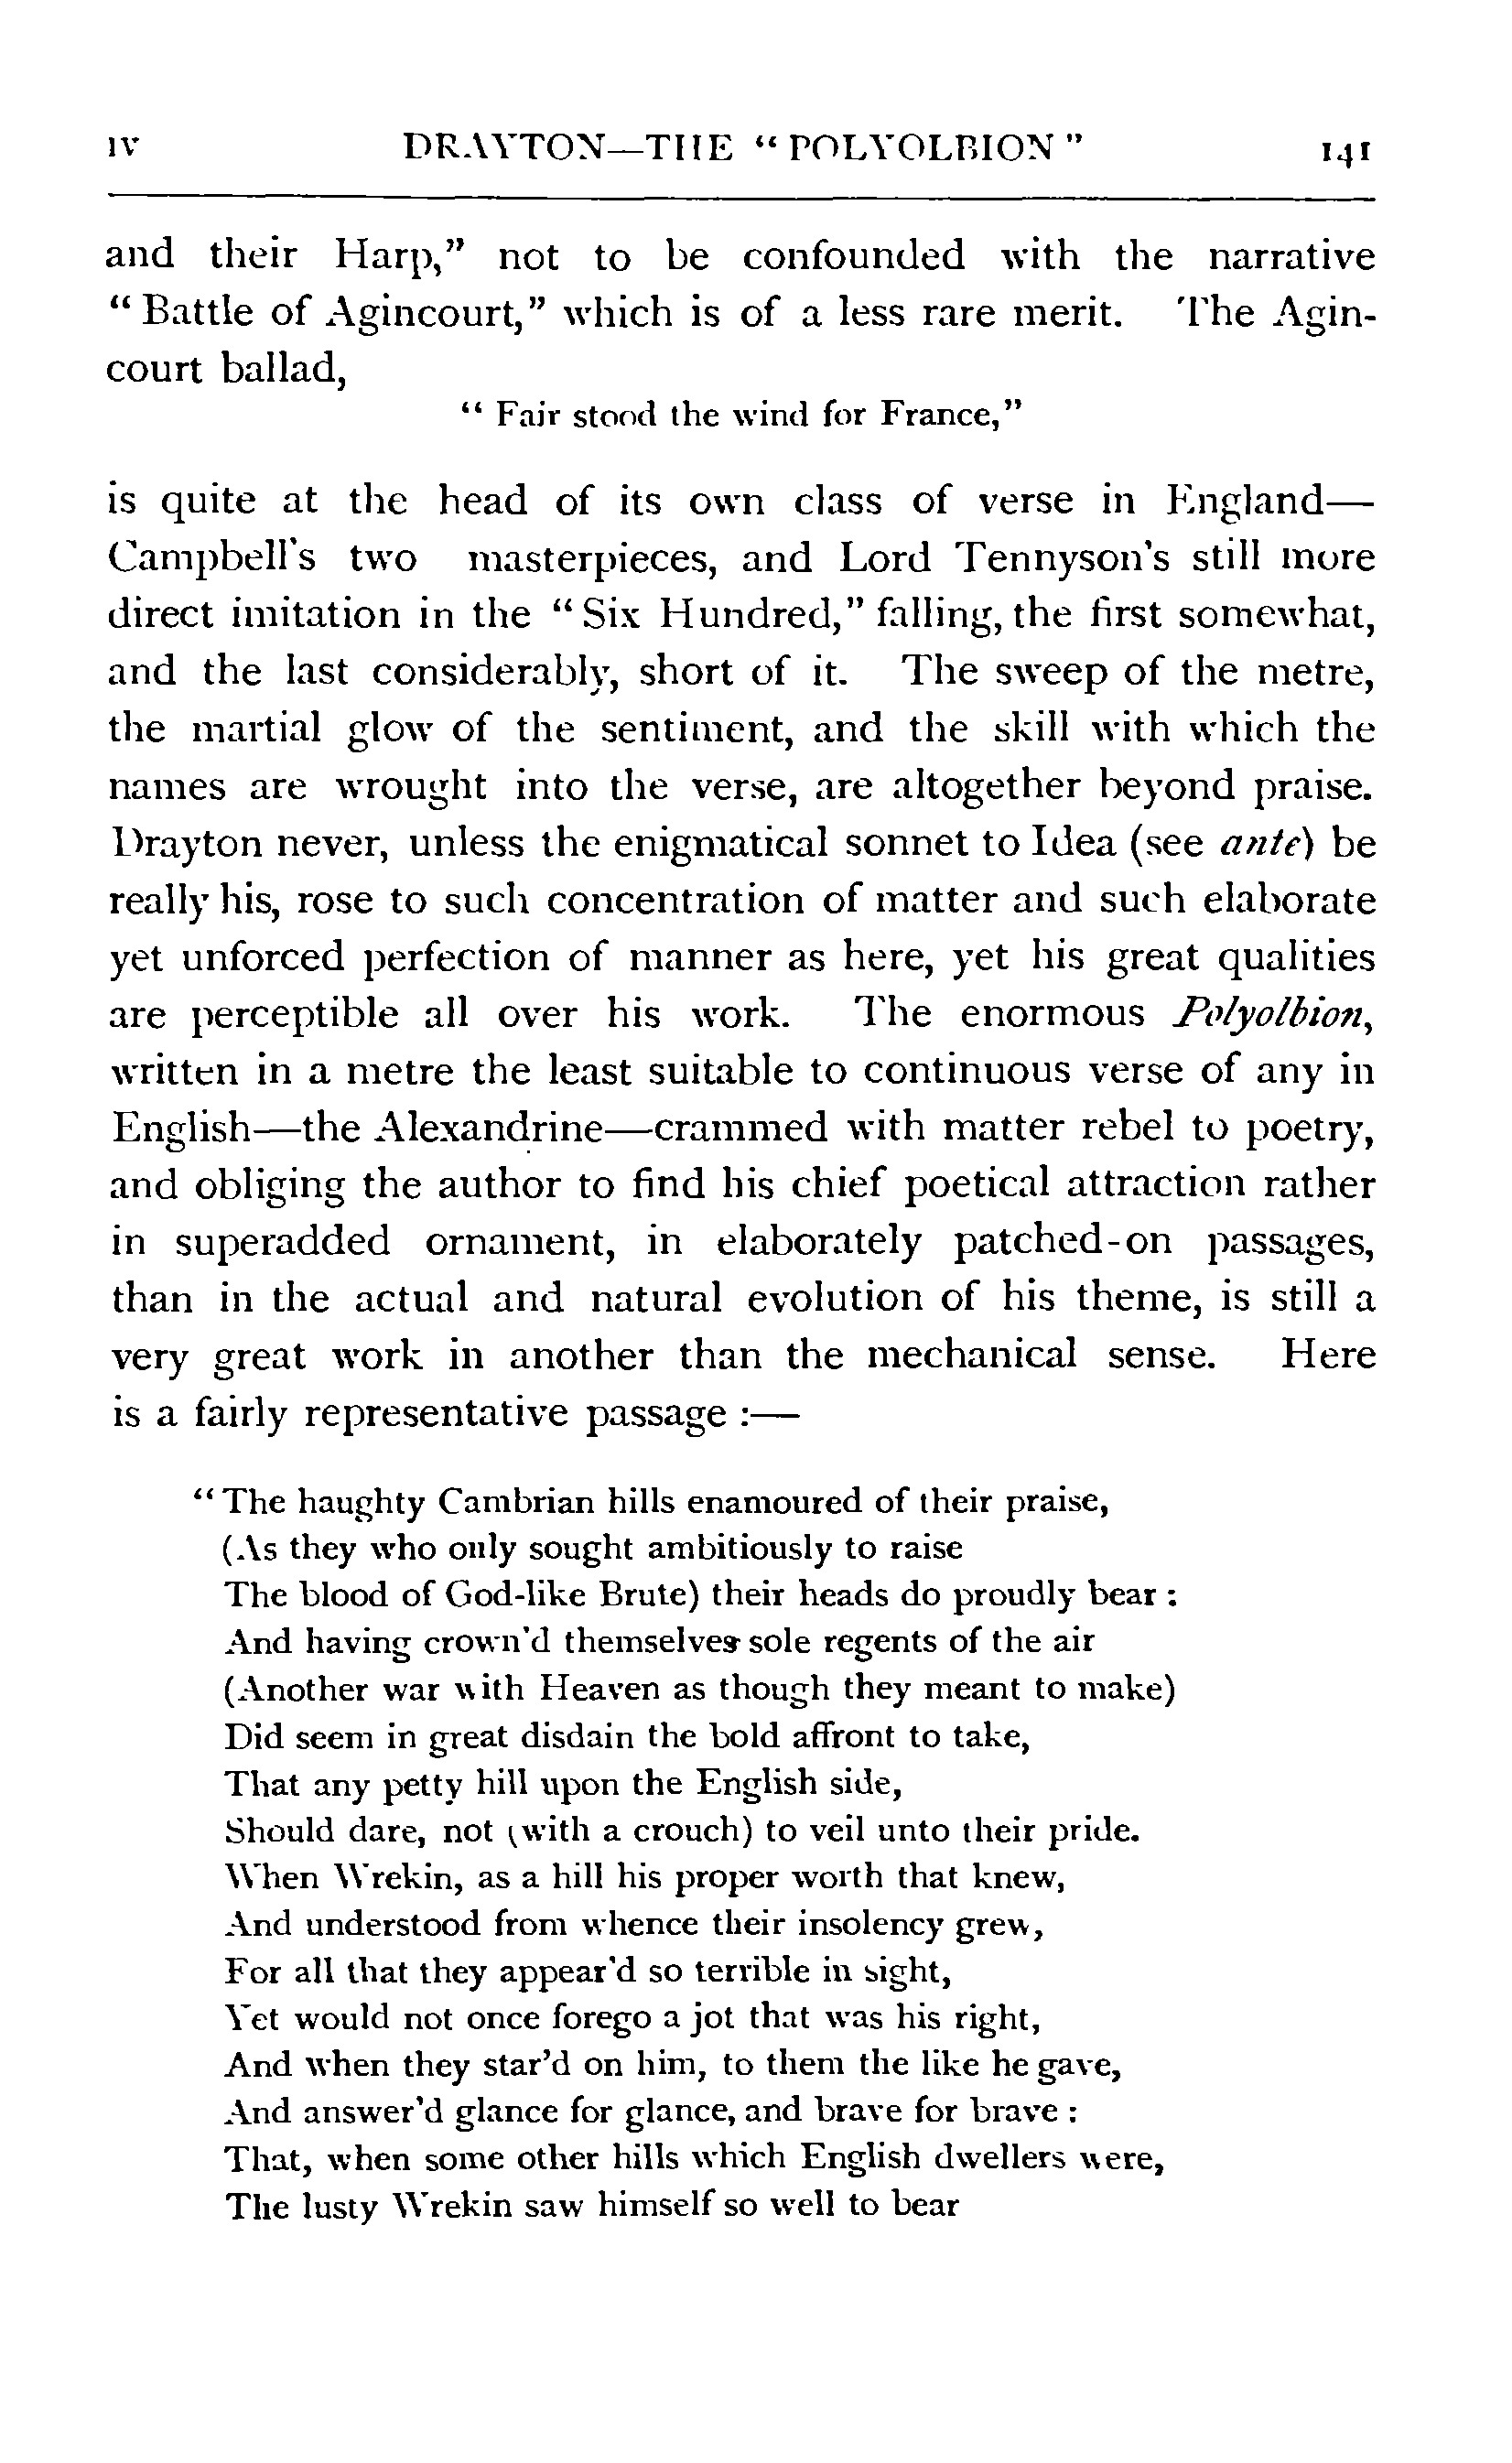 IV DRAYTON—THE “POLYOLBION” 141
and their Harp,” not to be confounded with the narrative
“Battle of Agincourt,” which is of a less rare merit. The Agin-
court ballad,
“Fair stood the wind for France,”
is quite at the head of its own class of verse in England—
Campbell's two masterpieces, and Lord Tennyson's still more
direct imitation in the “Six Hundred,” falling, the first somewhat,
and the last considerably, short of it. The sweep of the metre,
the martial glow of the sentiment, and the skill with which the
names are wrought into the verse, are altogether beyond praise.
Drayton never, unless the enigmatical sonnet to Idea (see ante) be
really his, rose to such concentration of matter and such elaborate
yet unforced perfection of manner as here, yet his great qualities
are perceptible all over his work. The enormous Polyolbion,
written in a metre the least suitable to continuous verse of any in
English—the Alexandrine—crammed with matter rebel to poetry,
and obliging the author to find his chief poetical attraction rather
in superadded ornament, in elaborately patched-on passages,
than in the actual and natural evolution of his theme, is still a
very great work in another than the mechanical sense. Here
is a fairly representative passage :—
“The haughty Cambrian hills enamoured of their praise,
(As they who only sought ambitiously to raise
The blood of God-like Brute) their heads do proudly bear :
And having crown'd themselves sole regents of the air
(Another war with Heaven as though they meant to make)
Did seem in great disdain the bold affront to take,
That any petty hill upon the English side,
Should dare, not (with a crouch) to veil unto their pride.
When Wrekin, as a hill his proper worth that knew,
And understood from whence their insolency grew,
For all that they appear'd so terrible in sight,
Yet would not once forego a jot that was his right,
And when they star'd on him, to them the like he gave,
And answer'd glance for glance, and brave for brave :
That, when some other hills which English dwellers were,
The lusty Wrekin saw himself so well to bear